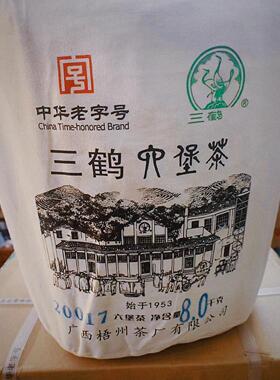 号
中华老字号
China Time-honored Brand
三鹤
®
三鹤 六堡茶
始于1953
20017 六堡茶 净含量8.0千克
广西梧州茶厂有限公司